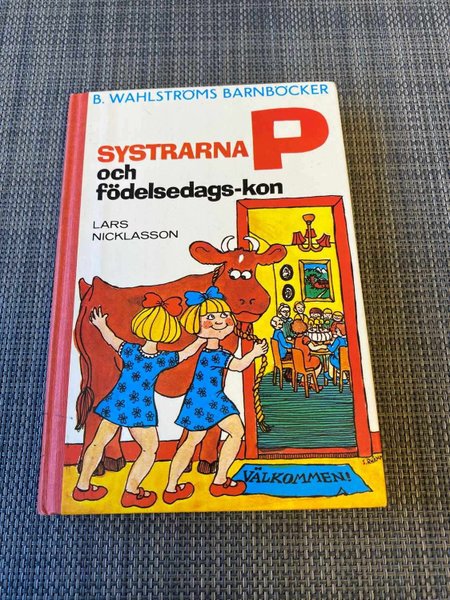 B. WAHLSTRÖMS BARNBÖCKER
SYSTRARNA P
och
födelsedags-kon
LARS
NICKLASSON
VÄLKOMMEN!